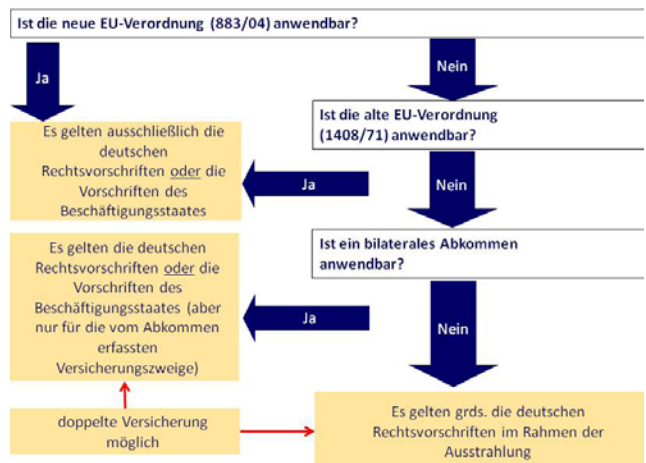 Ist die neue EU-Verordnung (883/04) anwendbar?
Ja
Nein
Ist die alte EU-Verordnung
(1408/71) anwendbar?
Es gelten ausschließlich die
deutschen
Rechtsvorschriften oder die
Vorschriften des
Beschäftigungsstaates
Ja
Nein
Ist ein bilaterales Abkommen
anwendbar?
Es gelten die deutschen
Rechtsvorschriften oder die
Vorschriften des
Beschäftigungsstaates (aber
nur für die vom Abkommen
erfassten
Versicherungszweige)
Ja
Nein
doppelte Versicherung
möglich
Es gelten grds. die deutschen
Rechtsvorschriften im Rahmen der
Ausstrahlung